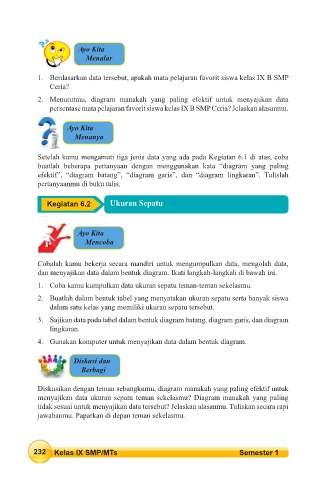 Ayo Kita
Menalar
1. Berdasarkan data tersebut, apakah mata pelajaran favorit siswa kelas IX B SMP
Ceria?
2. Menurutmu, diagram manakah yang paling efektif untuk menyajikan data
persentase mata pelajaran favorit siswa kelas IX B SMP Ceria? Jelaskan alasanmu.
Ayo Kita
Menanya
Setelah kamu mengamati tiga jenis data yang ada pada Kegiatan 6.1 di atas, coba
buatlah beberapa pertanyaan dengan menggunakan kata “diagram yang paling
efektif”, “diagram batang”, “diagram garis”, dan “diagram lingkaran”. Tulislah
pertanyaanmu di buku tulis.
Kegiatan 6.2 Ukuran Sepatu
Ayo Kita
Mencoba
Cobalah kamu bekerja secara mandiri untuk mengumpulkan data, mengolah data,
dan menyajikan data dalam bentuk diagram. Ikuti langkah-langkah di bawah ini.
1. Coba kamu kumpulkan data ukuran sepatu teman-teman sekelasmu.
2. Buatlah dalam bentuk tabel yang menyatakan ukuran sepatu serta banyak siswa
dalam satu kelas yang memiliki ukuran sepatu tersebut.
3. Sajikan data pada tabel dalam bentuk diagram batang, diagram garis, dan diagram
lingkaran.
4. Gunakan komputer untuk menyajikan data dalam bentuk diagram.
Diskusi dan
Berbagi
Diskusikan dengan teman sebangkumu, diagram manakah yang paling efektif untuk
menyajikan data ukuran sepatu teman sekelasmu? Diagram manakah yang paling
tidak sesuai untuk menyajikan data tersebut? Jelaskan alasanmu. Tuliskan secara rapi
jawabanmu. Paparkan di depan teman sekelasmu.
232 Kelas IX SMP/MTs Semester 1